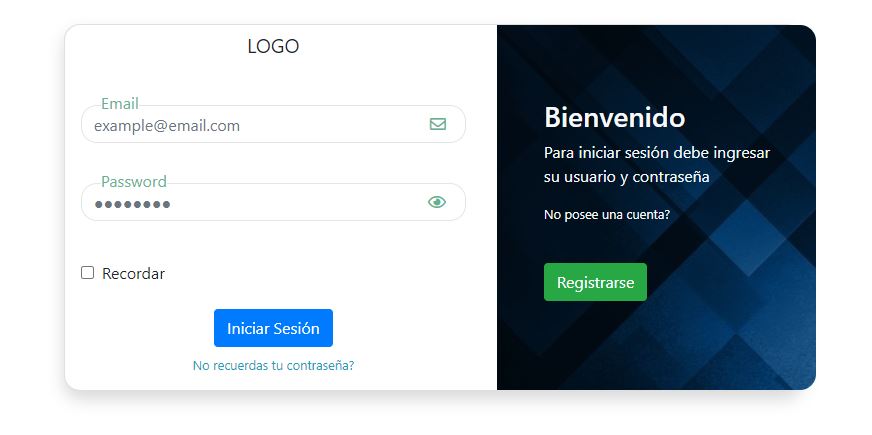 LOGO
Email
example@email.com
Password
●●●●●●●●
Recordar
Iniciar Sesión
No recuerdas tu contraseña?
Bienvenido
Para iniciar sesión debe ingresar
su usuario y contraseña
No posee una cuenta?
Registrarse